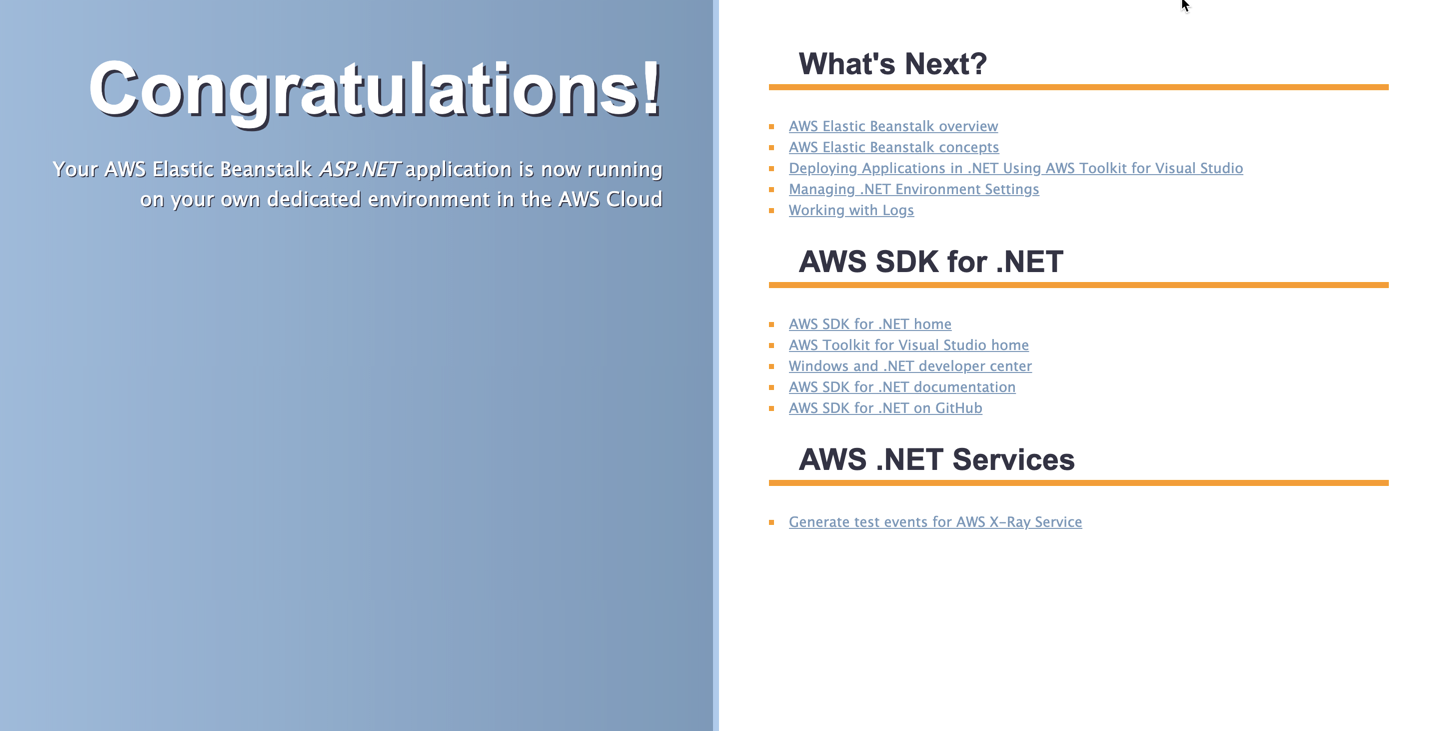 Congratulations!
Your AWS Elastic Beanstalk ASP.NET application is now running
on your own dedicated environment in the AWS Cloud
What's Next?
AWS Elastic Beanstalk overview
AWS Elastic Beanstalk concepts
Deploying Applications in .NET Using AWS Toolkit for Visual Studio
Managing .NET Environment Settings
Working with Logs
AWS SDK for .NET
AWS SDK for .NET home
AWS Toolkit for Visual Studio home
Windows and .NET developer center
AWS SDK for .NET documentation
AWS SDK for .NET on GitHub
AWS .NET Services
Generate test events for AWS X-Ray Service